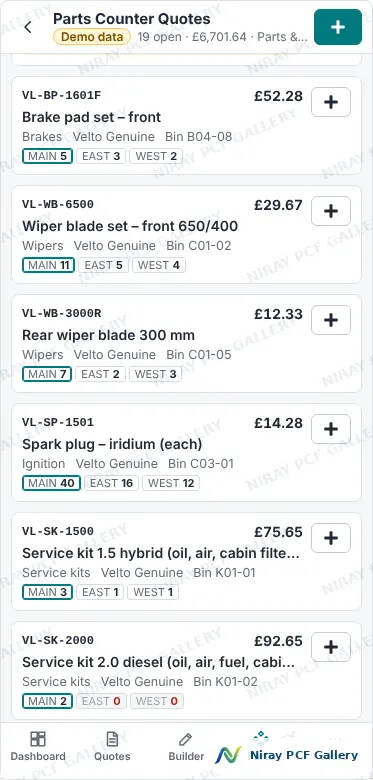 Parts Counter Quotes
Demo data 19 open · £6,701.64 · Parts &...
VL-BP-1601F £52.28
Brake pad set – front
Brakes Velto Genuine Bin B04-08
MAIN 5 EAST 3 WEST 2
VL-WB-6500 £29.67
Wiper blade set – front 650/400
Wipers Velto Genuine Bin C01-02
MAIN 11 EAST 5 WEST 4
VL-WB-3000R £12.33
Rear wiper blade 300 mm
Wipers Velto Genuine Bin C01-05
MAIN 7 EAST 2 WEST 3
VL-SP-1501 £14.28
Spark plug – iridium (each)
Ignition Velto Genuine Bin C03-01
MAIN 40 EAST 16 WEST 12
VL-SK-1500 £75.65
Service kit 1.5 hybrid (oil, air, cabin filte...
Service kits Velto Genuine Bin K01-01
MAIN 3 EAST 1 WEST 1
VL-SK-2000 £92.65
Service kit 2.0 diesel (oil, air, fuel, cabi...
Service kits Velto Genuine Bin K01-02
MAIN 2 EAST 0 WEST 0
Dashboard Quotes Builder
Niray PCF Gallery
NIRAY PCF GALLERY